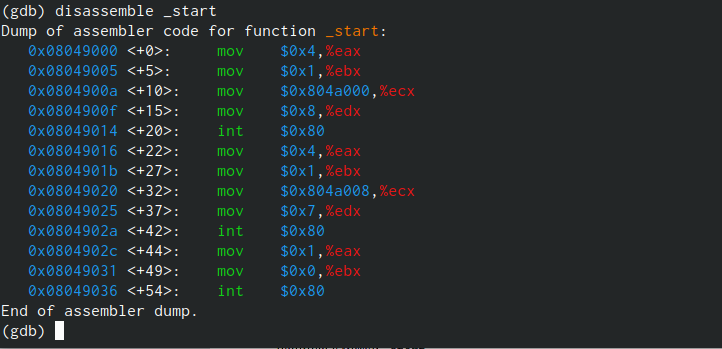 (gdb) disassemble _start
Dump of assembler code for function _start:
   0x08049000 <+0>:     mov    $0x4,%eax
   0x08049005 <+5>:     mov    $0x1,%ebx
   0x0804900a <+10>:    mov    $0x804a000,%ecx
   0x0804900f <+15>:    mov    $0x8,%edx
   0x08049014 <+20>:    int    $0x80
   0x08049016 <+22>:    mov    $0x4,%eax
   0x0804901b <+27>:    mov    $0x1,%ebx
   0x08049020 <+32>:    mov    $0x804a008,%ecx
   0x08049025 <+37>:    mov    $0x7,%edx
   0x0804902a <+42>:    int    $0x80
   0x0804902c <+44>:    mov    $0x1,%eax
   0x08049031 <+49>:    mov    $0x0,%ebx
   0x08049036 <+54>:    int    $0x80
End of assembler dump.
(gdb)